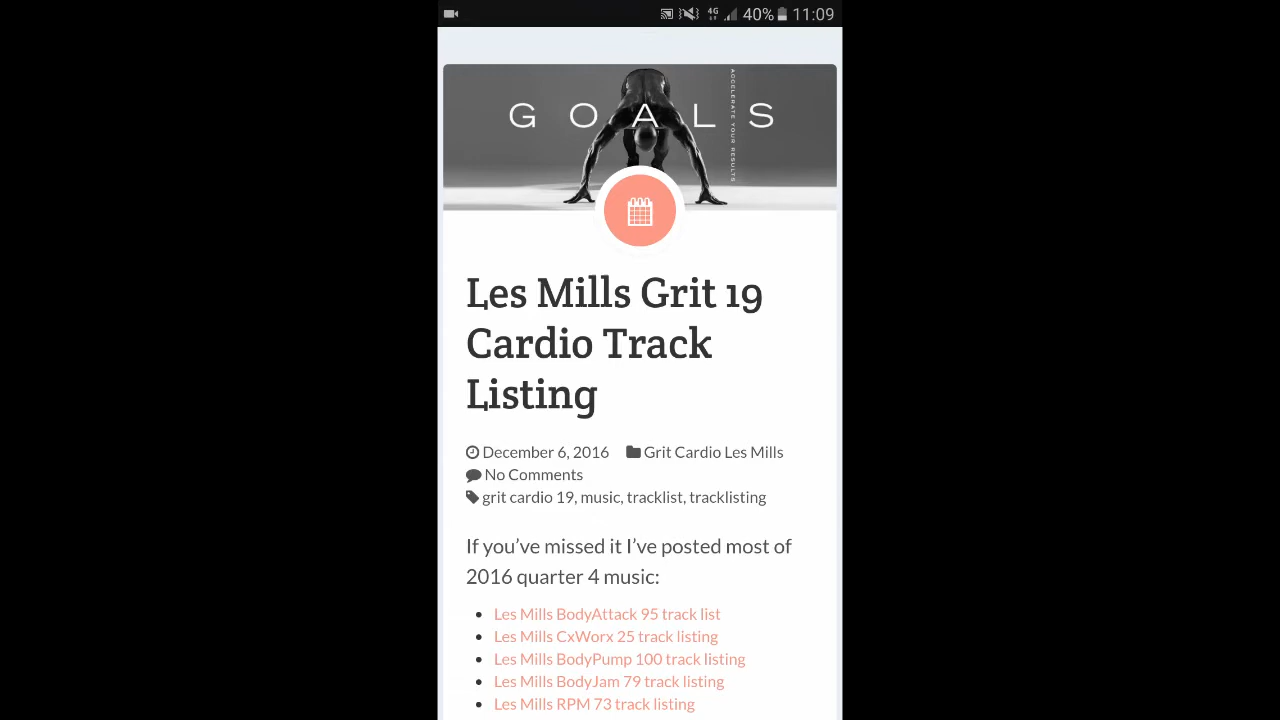 4G 40% 11:09
GOALS
ACCELERATE YOUR RESULTS
Les Mills Grit 19
Cardio Track
Listing
December 6, 2016 Grit Cardio Les Mills
No Comments
grit cardio 19, music, tracklist, tracklisting
If you’ve missed it I’ve posted most of
2016 quarter 4 music:
• Les Mills BodyAttack 95 track list
• Les Mills CxWorx 25 track listing
• Les Mills BodyPump 100 track listing
• Les Mills BodyJam 79 track listing
• Les Mills RPM 73 track listing